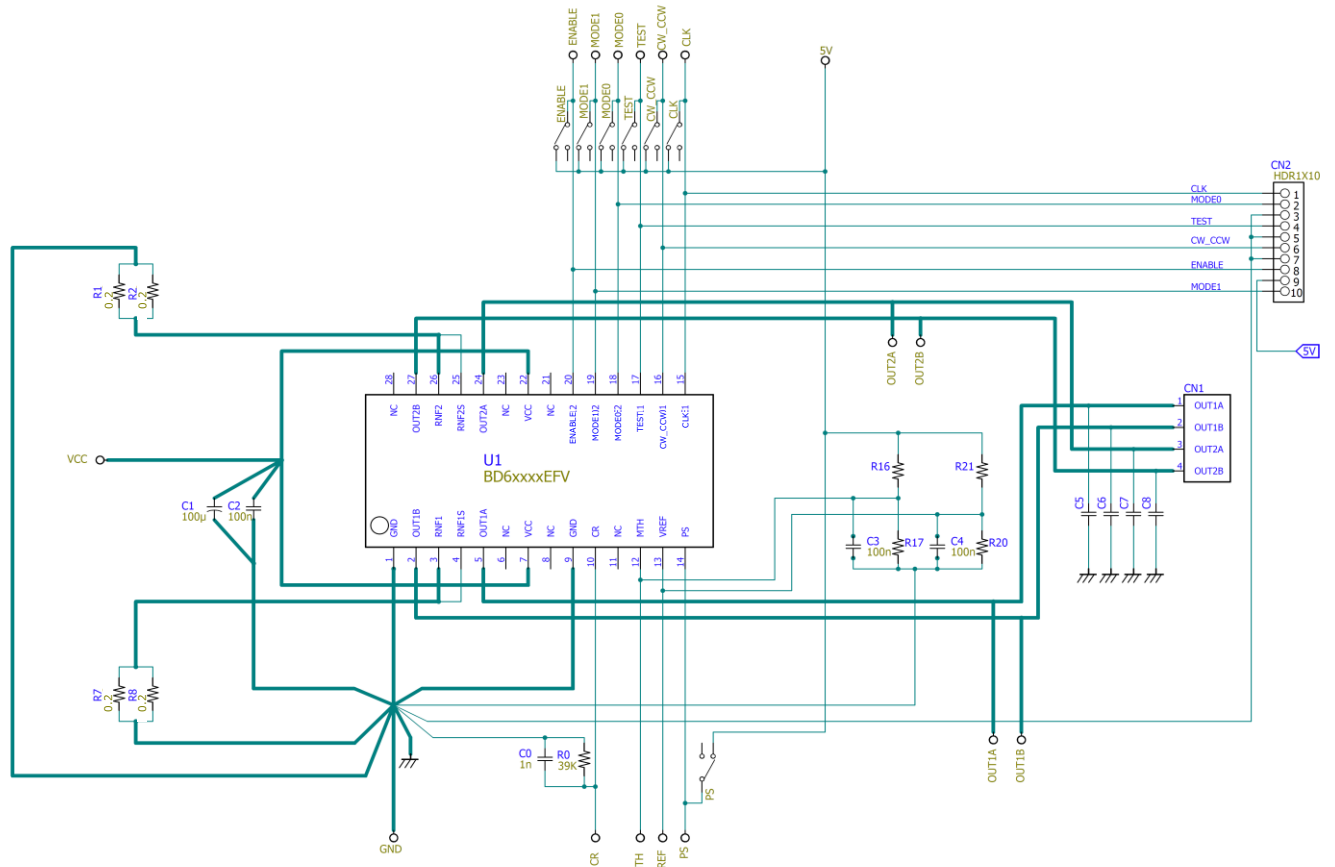 ENABLE
MODE1
MODE0
TEST
CW_CCW
CLK
5V
ENABLE
MODE1
MODE0
TEST
CW_CCW
CLK
CN2
HDR1X10
CLK
MODE0
TEST
CW_CCW
ENABLE
MODE1
1
2
3
4
5
6
7
8
9
10
5V
R1
0.2
R2
0.2
OUT2A
OUT2B
28
27
26
25
24
23
22
21
20
19
18
17
16
15
NC
OUT2B
RNF2
RNF2S
OUT2A
NC
VCC
NC
U1
BD6xxxxEFV
GND
OUT1B
RNF1
RNF1S
OUT1A
NC
VCC
NC
GND
CR
NC
MTH
VREF
PS
1
2
3
4
5
6
7
8
9
10
11
12
13
14
VCC
C1
100µ
C2
100n
CN1
1
OUT1A
2
OUT1B
3
OUT2A
4
OUT2B
R16
R21
C3
100n
R17
C4
100n
R20
C5
C6
C7
C8
R7
0.2
R8
0.2
C0
1n
R0
39K
PS
OUT1A
OUT1B
GND
CR
TH
REF
PS